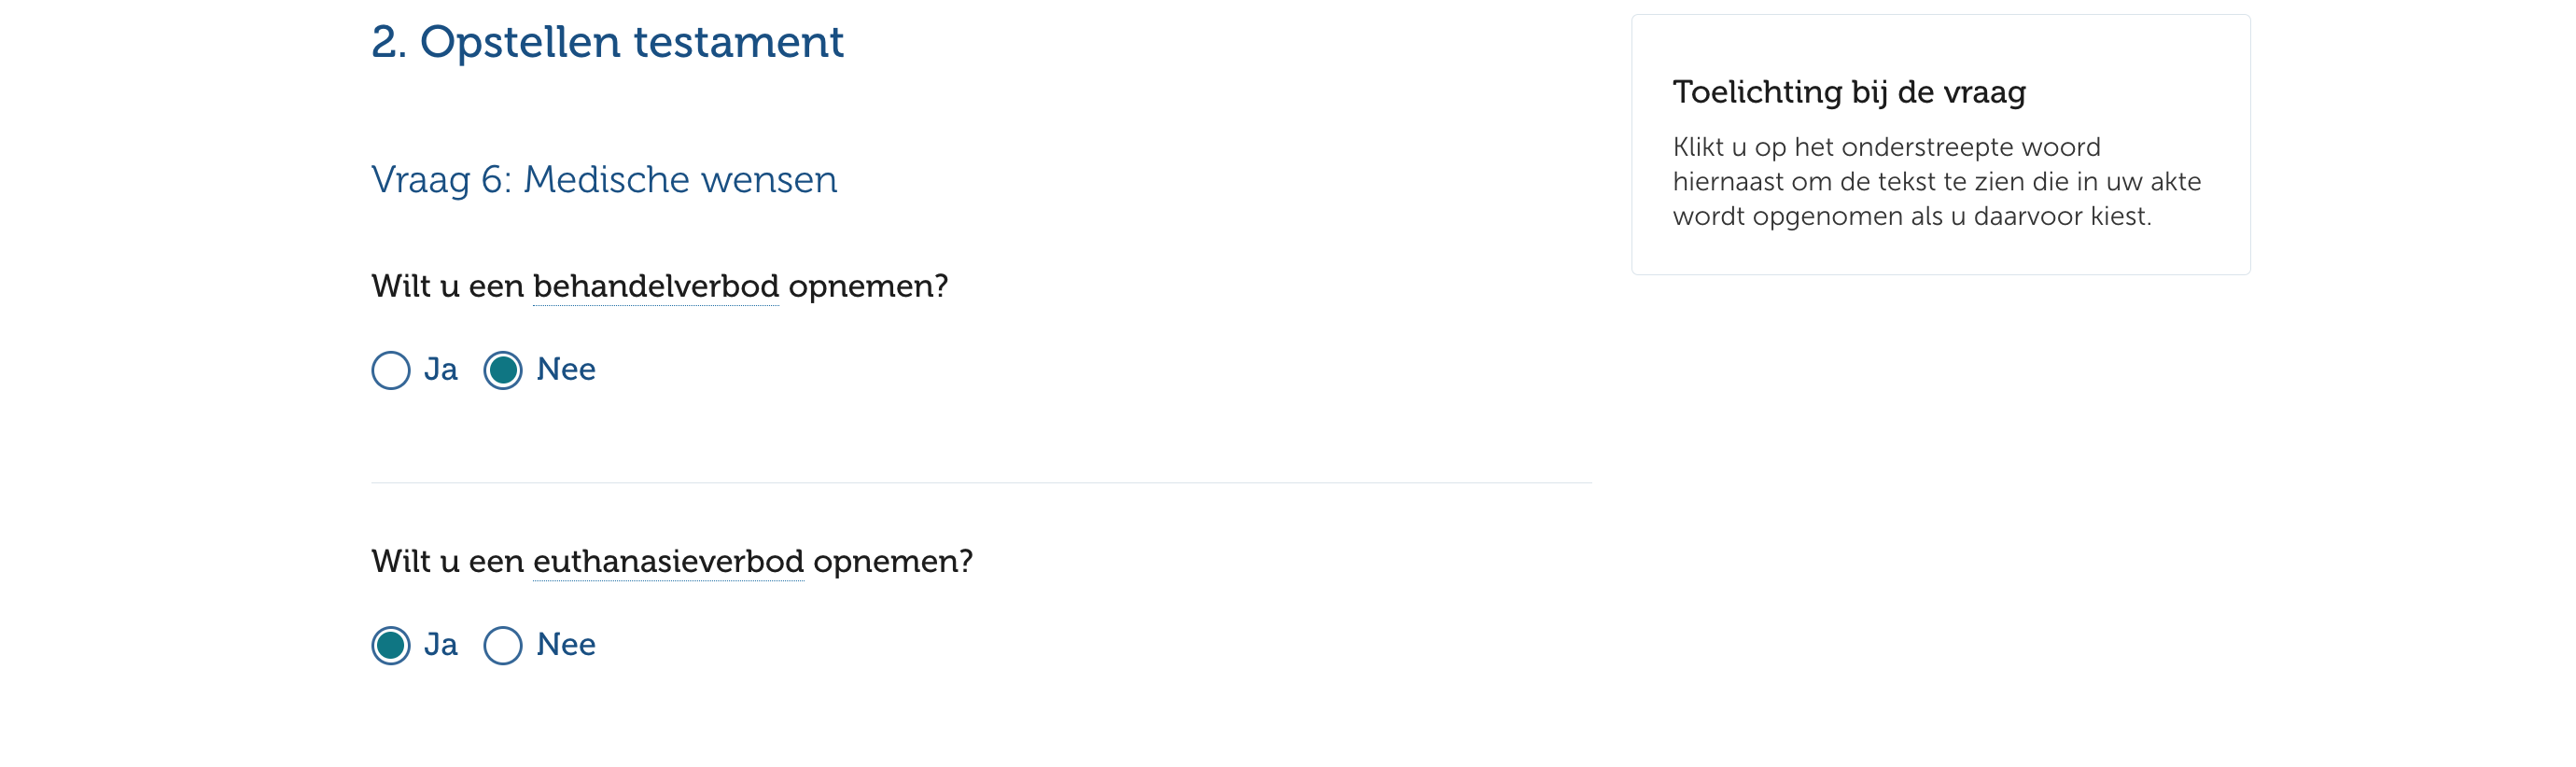 2. Opstellen testament
Vraag 6: Medische wensen
Wilt u een behandelverbod opnemen?
Ja Nee
Wilt u een euthanasieverbod opnemen?
Ja Nee
Toelichting bij de vraag
Klikt u op het onderstreepte woord
hiernaast om de tekst te zien die in uw akte
wordt opgenomen als u daarvoor kiest.